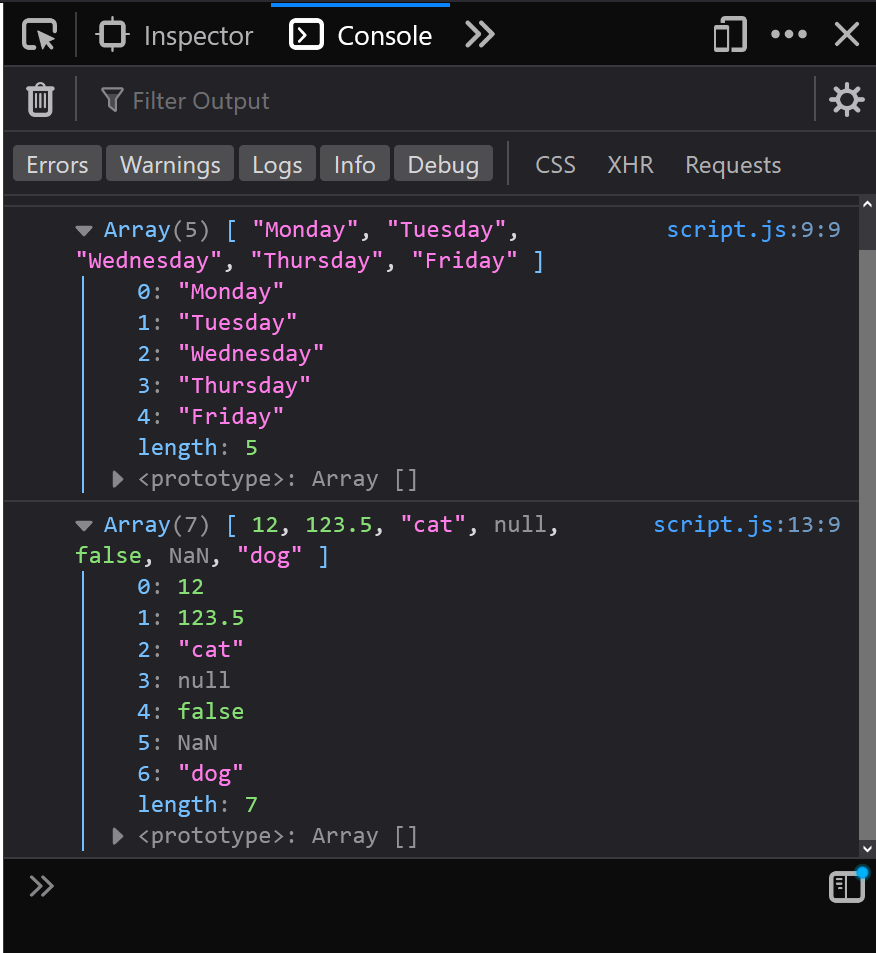 Inspector Console
Filter Output
Errors Warnings Logs Info Debug CSS XHR Requests
Array(5) [ "Monday", "Tuesday", script.js:9:9
"Wednesday", "Thursday", "Friday" ]
0: "Monday"
1: "Tuesday"
2: "Wednesday"
3: "Thursday"
4: "Friday"
length: 5
<prototype>: Array []
Array(7) [ 12, 123.5, "cat", null, script.js:13:9
false, NaN, "dog" ]
0: 12
1: 123.5
2: "cat"
3: null
4: false
5: NaN
6: "dog"
length: 7
<prototype>: Array []